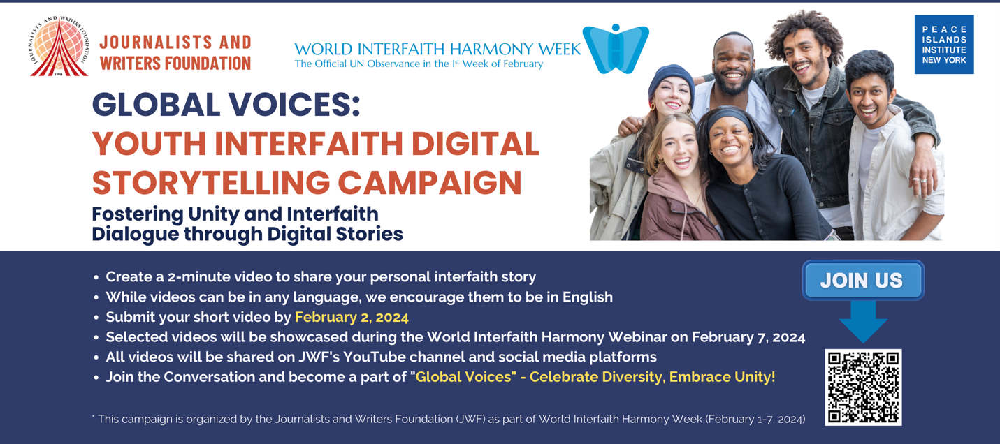 JOURNALISTS AND WRITERS FOUNDATION
1994
JOURNALISTS AND
WRITERS FOUNDATION
WORLD INTERFAITH HARMONY WEEK
The Official UN Observance in the 1st Week of February
PEACE
ISLANDS
INSTITUTE
NEW YORK
GLOBAL VOICES:
YOUTH INTERFAITH DIGITAL
STORYTELLING CAMPAIGN
Fostering Unity and Interfaith
Dialogue through Digital Stories
• Create a 2-minute video to share your personal interfaith story
• While videos can be in any language, we encourage them to be in English
• Submit your short video by February 2, 2024
• Selected videos will be showcased during the World Interfaith Harmony Webinar on February 7, 2024
• All videos will be shared on JWF's YouTube channel and social media platforms
• Join the Conversation and become a part of "Global Voices" - Celebrate Diversity, Embrace Unity!
JOIN US
* This campaign is organized by the Journalists and Writers Foundation (JWF) as part of World Interfaith Harmony Week (February 1-7, 2024)